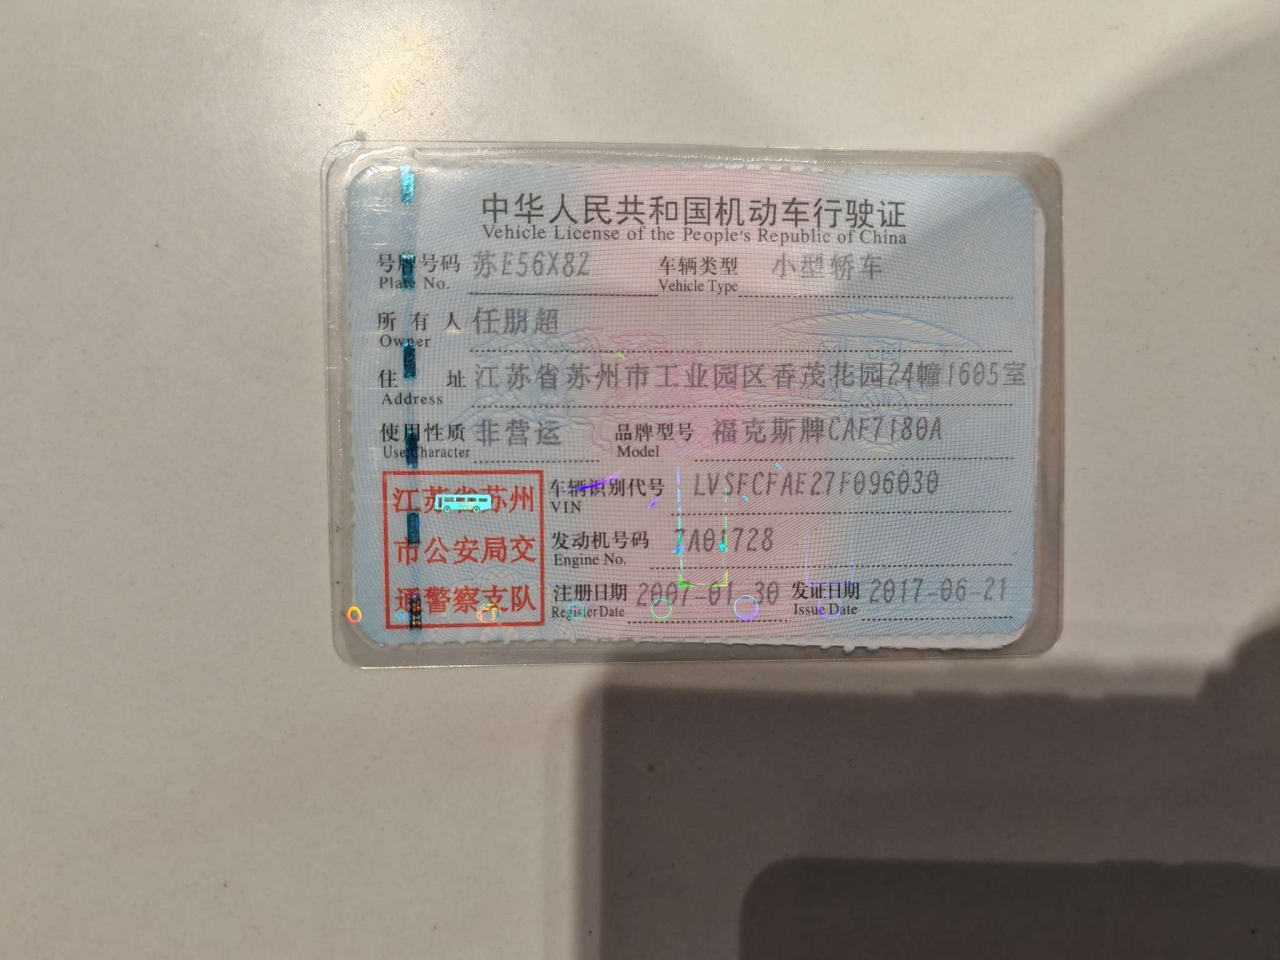 中华人民共和国机动车行驶证
Vehicle License of the People's Republic of China
号牌号码 苏E56X82 车辆类型 小型轿车
Plate No. Vehicle Type
所有人 任朋超
Owner
住址 江苏省苏州市工业园区香茂花园24幢1605室
Address
使用性质 非营运 品牌型号 福克斯牌CAF7180A
Use Character Model
江苏省苏州 车辆识别代号 LVSFCFAE27F096030
VIN
市公安局交 发动机号码 7A01728
Engine No.
通警察支队 注册日期 2007-01-30 发证日期 2017-06-21
Register Date Issue Date